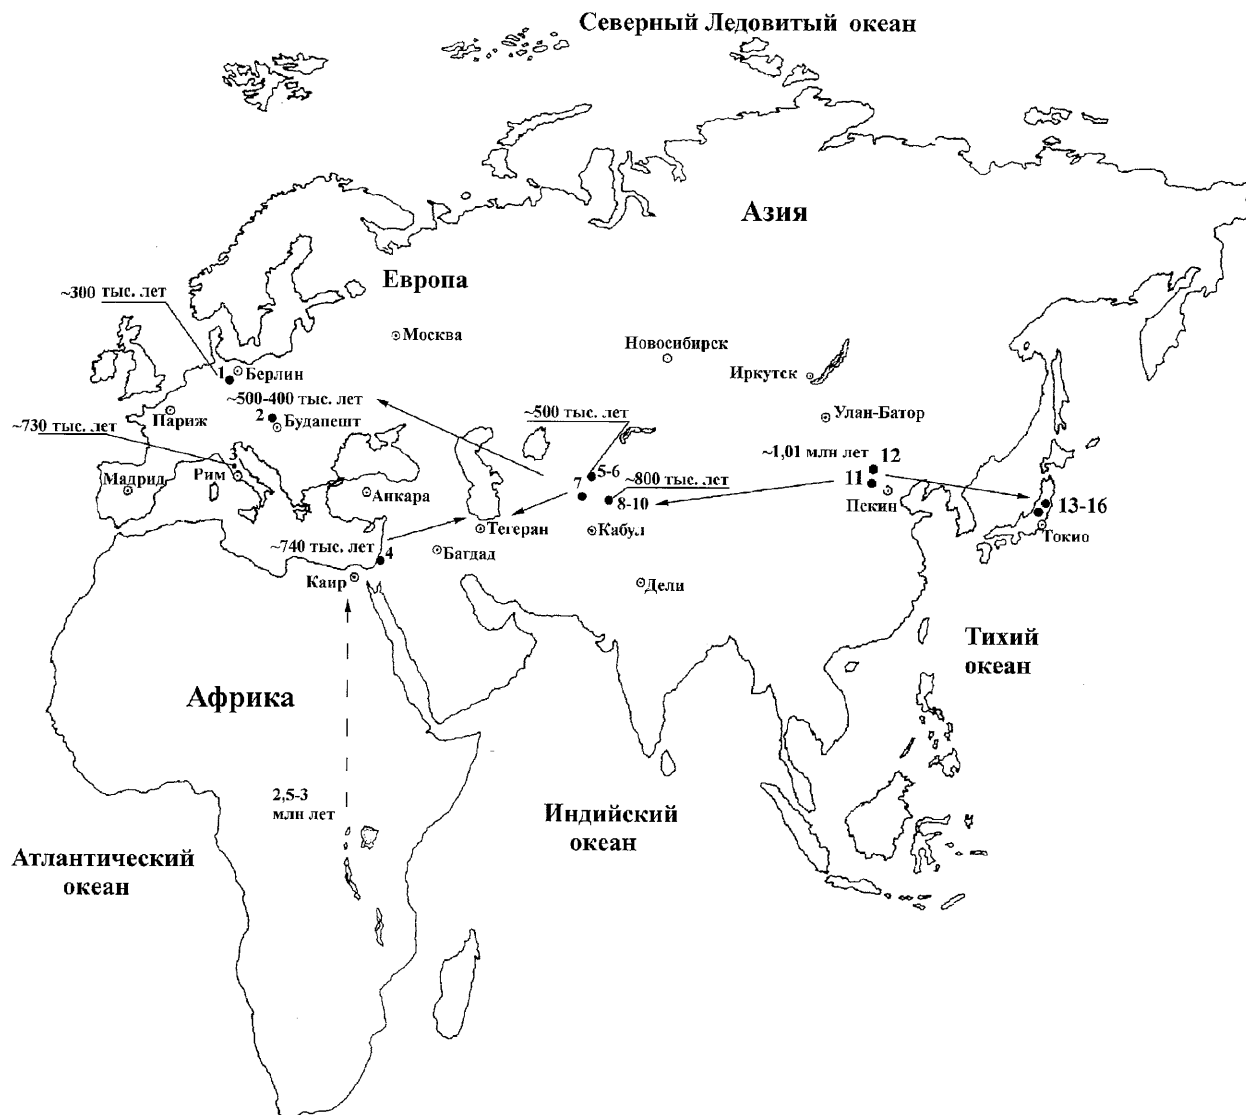 Северный Ледовитый океан
Азия
Европа
~300 тыс. лет
Москва
Новосибирск
Иркутск
1
Берлин
~500-400 тыс. лет
Париж
2
Будапешт
~500 тыс. лет
Улан-Батор
~730 тыс. лет
3
Рим
Мадрид
Анкара
5-6
7
~800 тыс. лет
8-10
~1,01 млн лет
12
11
Пекин
13-16
Токио
Тегеран
Кабул
~740 тыс. лет
4
Багдад
Каир
Дели
Тихий
океан
Африка
2,5-3
млн лет
Индийский
океан
Атлантический
океан